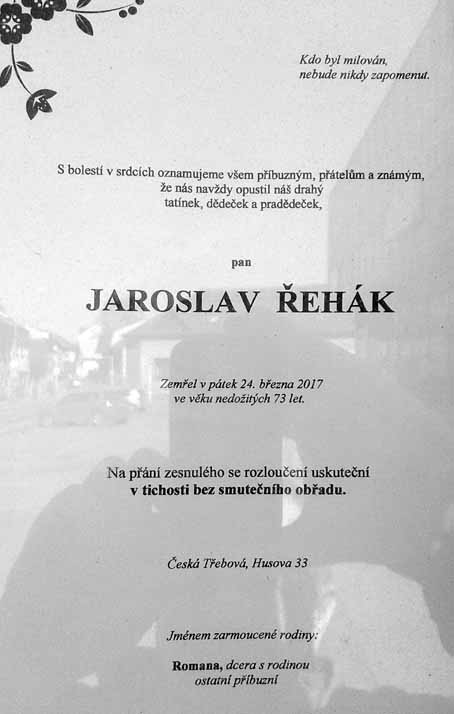 Kdo byl milován,
nebude nikdy zapomenut.
S bolestí v srdcích oznamujeme všem příbuzným, přátelům a známým,
že nás navždy opustil náš drahý
tatínek, dědeček a pradědeček,
pan
JAROSLAV ŘEHÁK
Zemřel v pátek 24. března 2017
ve věku nedožitých 73 let.
Na přání zesnulého se rozloučení uskuteční
v tichosti bez smutečního obřadu.
Česká Třebová, Husova 33
Jménem zarmoucené rodiny:
Romana, dcera s rodinou
ostatní příbuzní